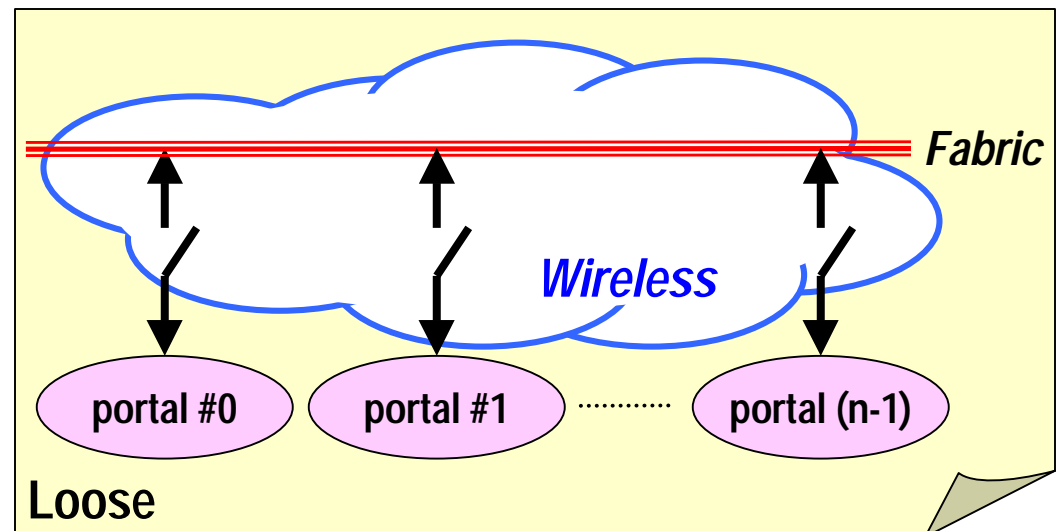 Fabric
Wireless
portal #0 portal #1 ............ portal (n-1)
Loose